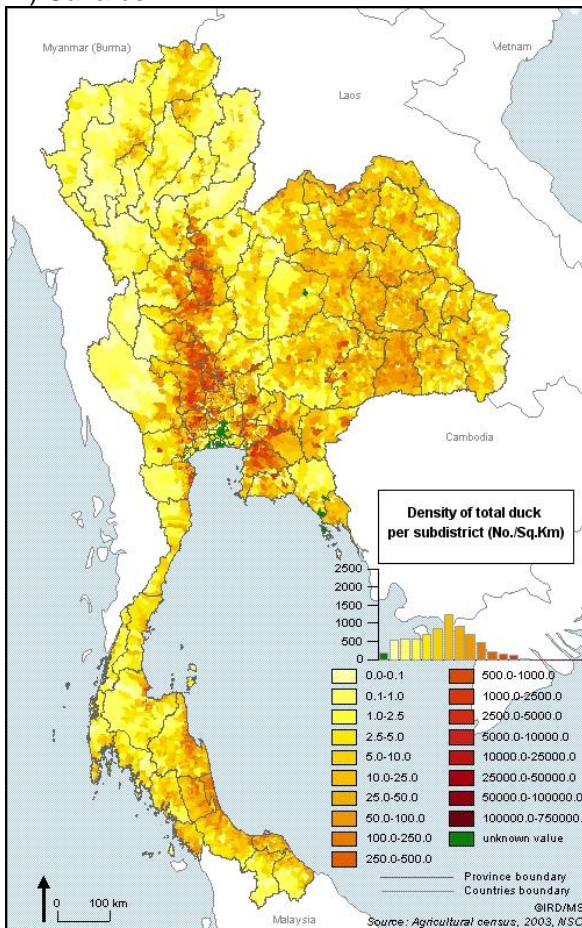 Myanmar (Burma)
Vietnam
Laos
Cambodia
Density of total duck
per subdistrict (No./Sq.Km)
2500
2000
1500
1000
500
0
0.0-0.1
0.1-1.0
1.0-2.5
2.5-5.0
5.0-10.0
10.0-25.0
25.0-50.0
50.0-100.0
100.0-250.0
250.0-500.0
500.0-1000.0
1000.0-2500.0
2500.0-5000.0
5000.0-10000.0
10000.0-25000.0
25000.0-50000.0
50000.0-100000.0
100000.0-750000.
unknown value
Province boundary
Countries boundary
0 100 km
Malaysia
©IRD/MS
Source: Agricultural census, 2003, NSO